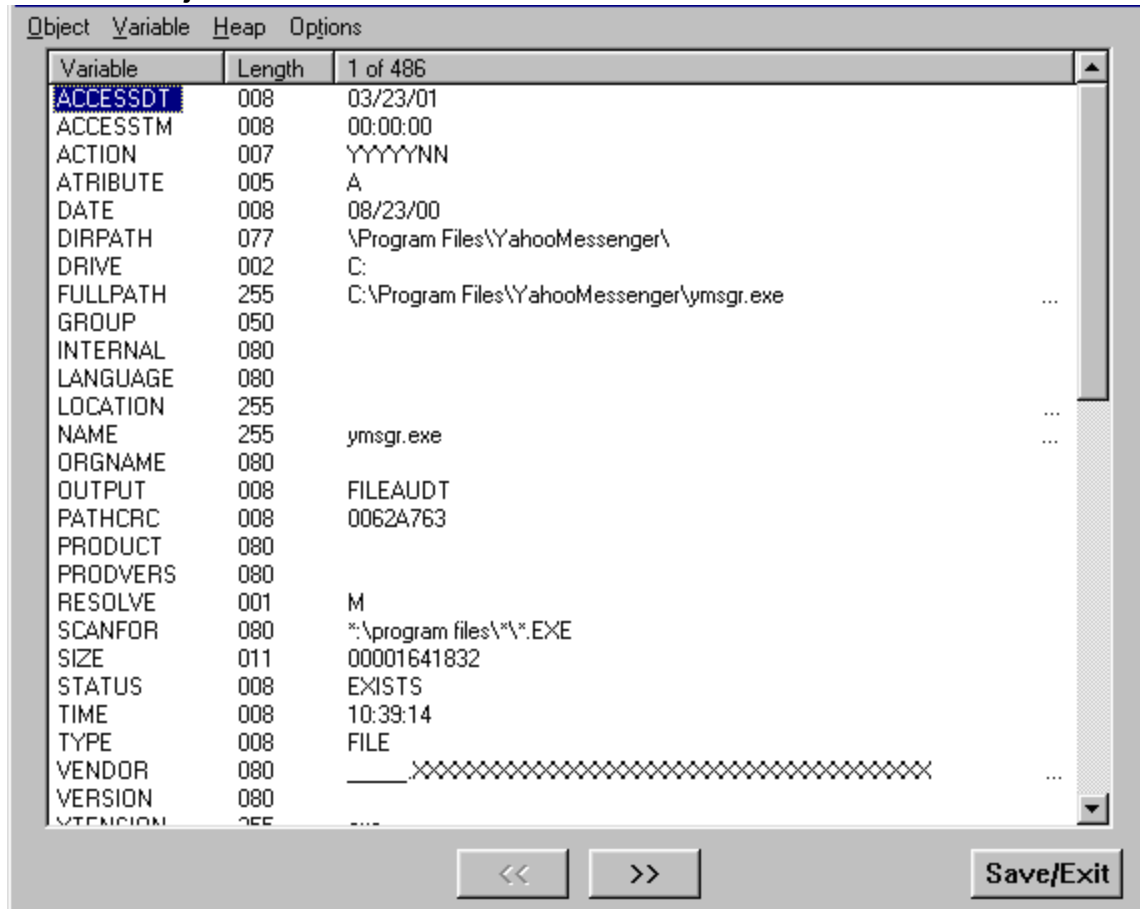 Object Variable Heap Options
Variable Length 1 of 486
ACCESSDT 008 03/23/01
ACCESSTM 008 00:00:00
ACTION 007 YYYYYNN
ATRIBUTE 005 A
DATE 008 08/23/00
DIRPATH 077 \Program Files\YahooMessenger\
DRIVE 002 C:
FULLPATH 255 C:\Program Files\YahooMessenger\ymsgr.exe ...
GROUP 050
INTERNAL 080
LANGUAGE 080
LOCATION 255 ...
NAME 255 ymsgr.exe ...
ORGNAME 080
OUTPUT 008 FILEAUDT
PATHCRC 008 0062A763
PRODUCT 080
PRODVERS 080
RESOLVE 001 M
SCANFOR 080 *:\program files\*\*.EXE
SIZE 011 00001641832
STATUS 008 EXISTS
TIME 008 10:39:14
TYPE 008 FILE
VENDOR 080 _____.XXXXXXXXXXXXXXXXXXXXXXXXXXXXXXXXXXXXXXXX ...
VERSION 080
<< >> Save/Exit